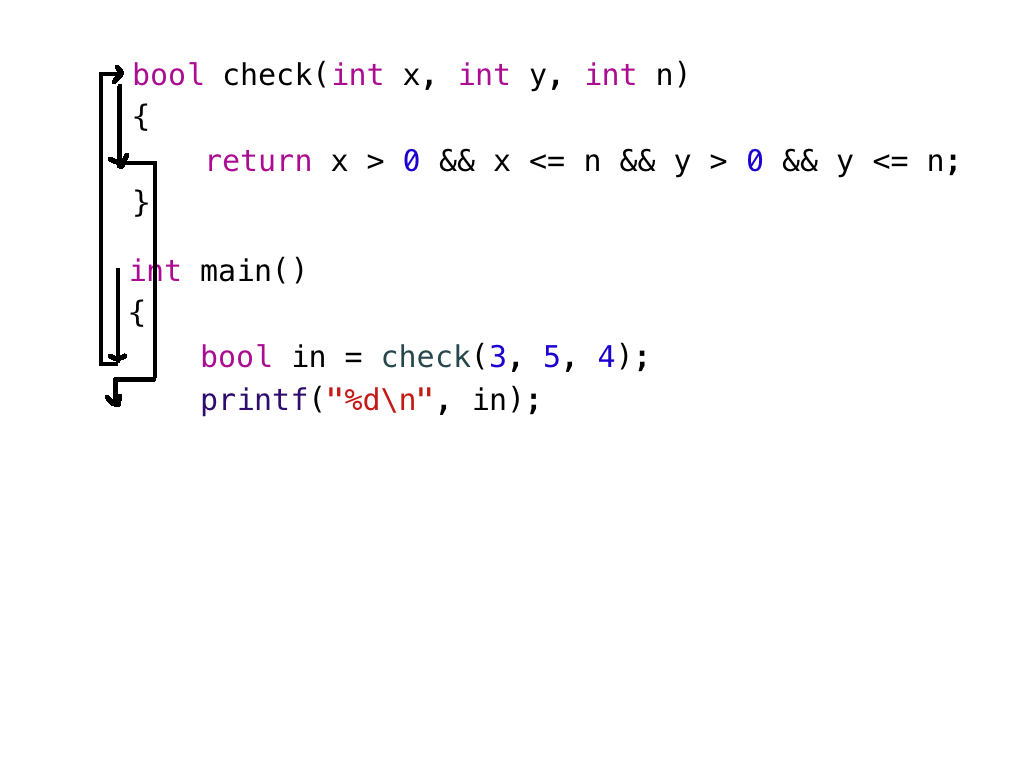 bool check(int x, int y, int n)
{
    return x > 0 && x <= n && y > 0 && y <= n;
}
int main()
{
    bool in = check(3, 5, 4);
    printf("%d\n", in);